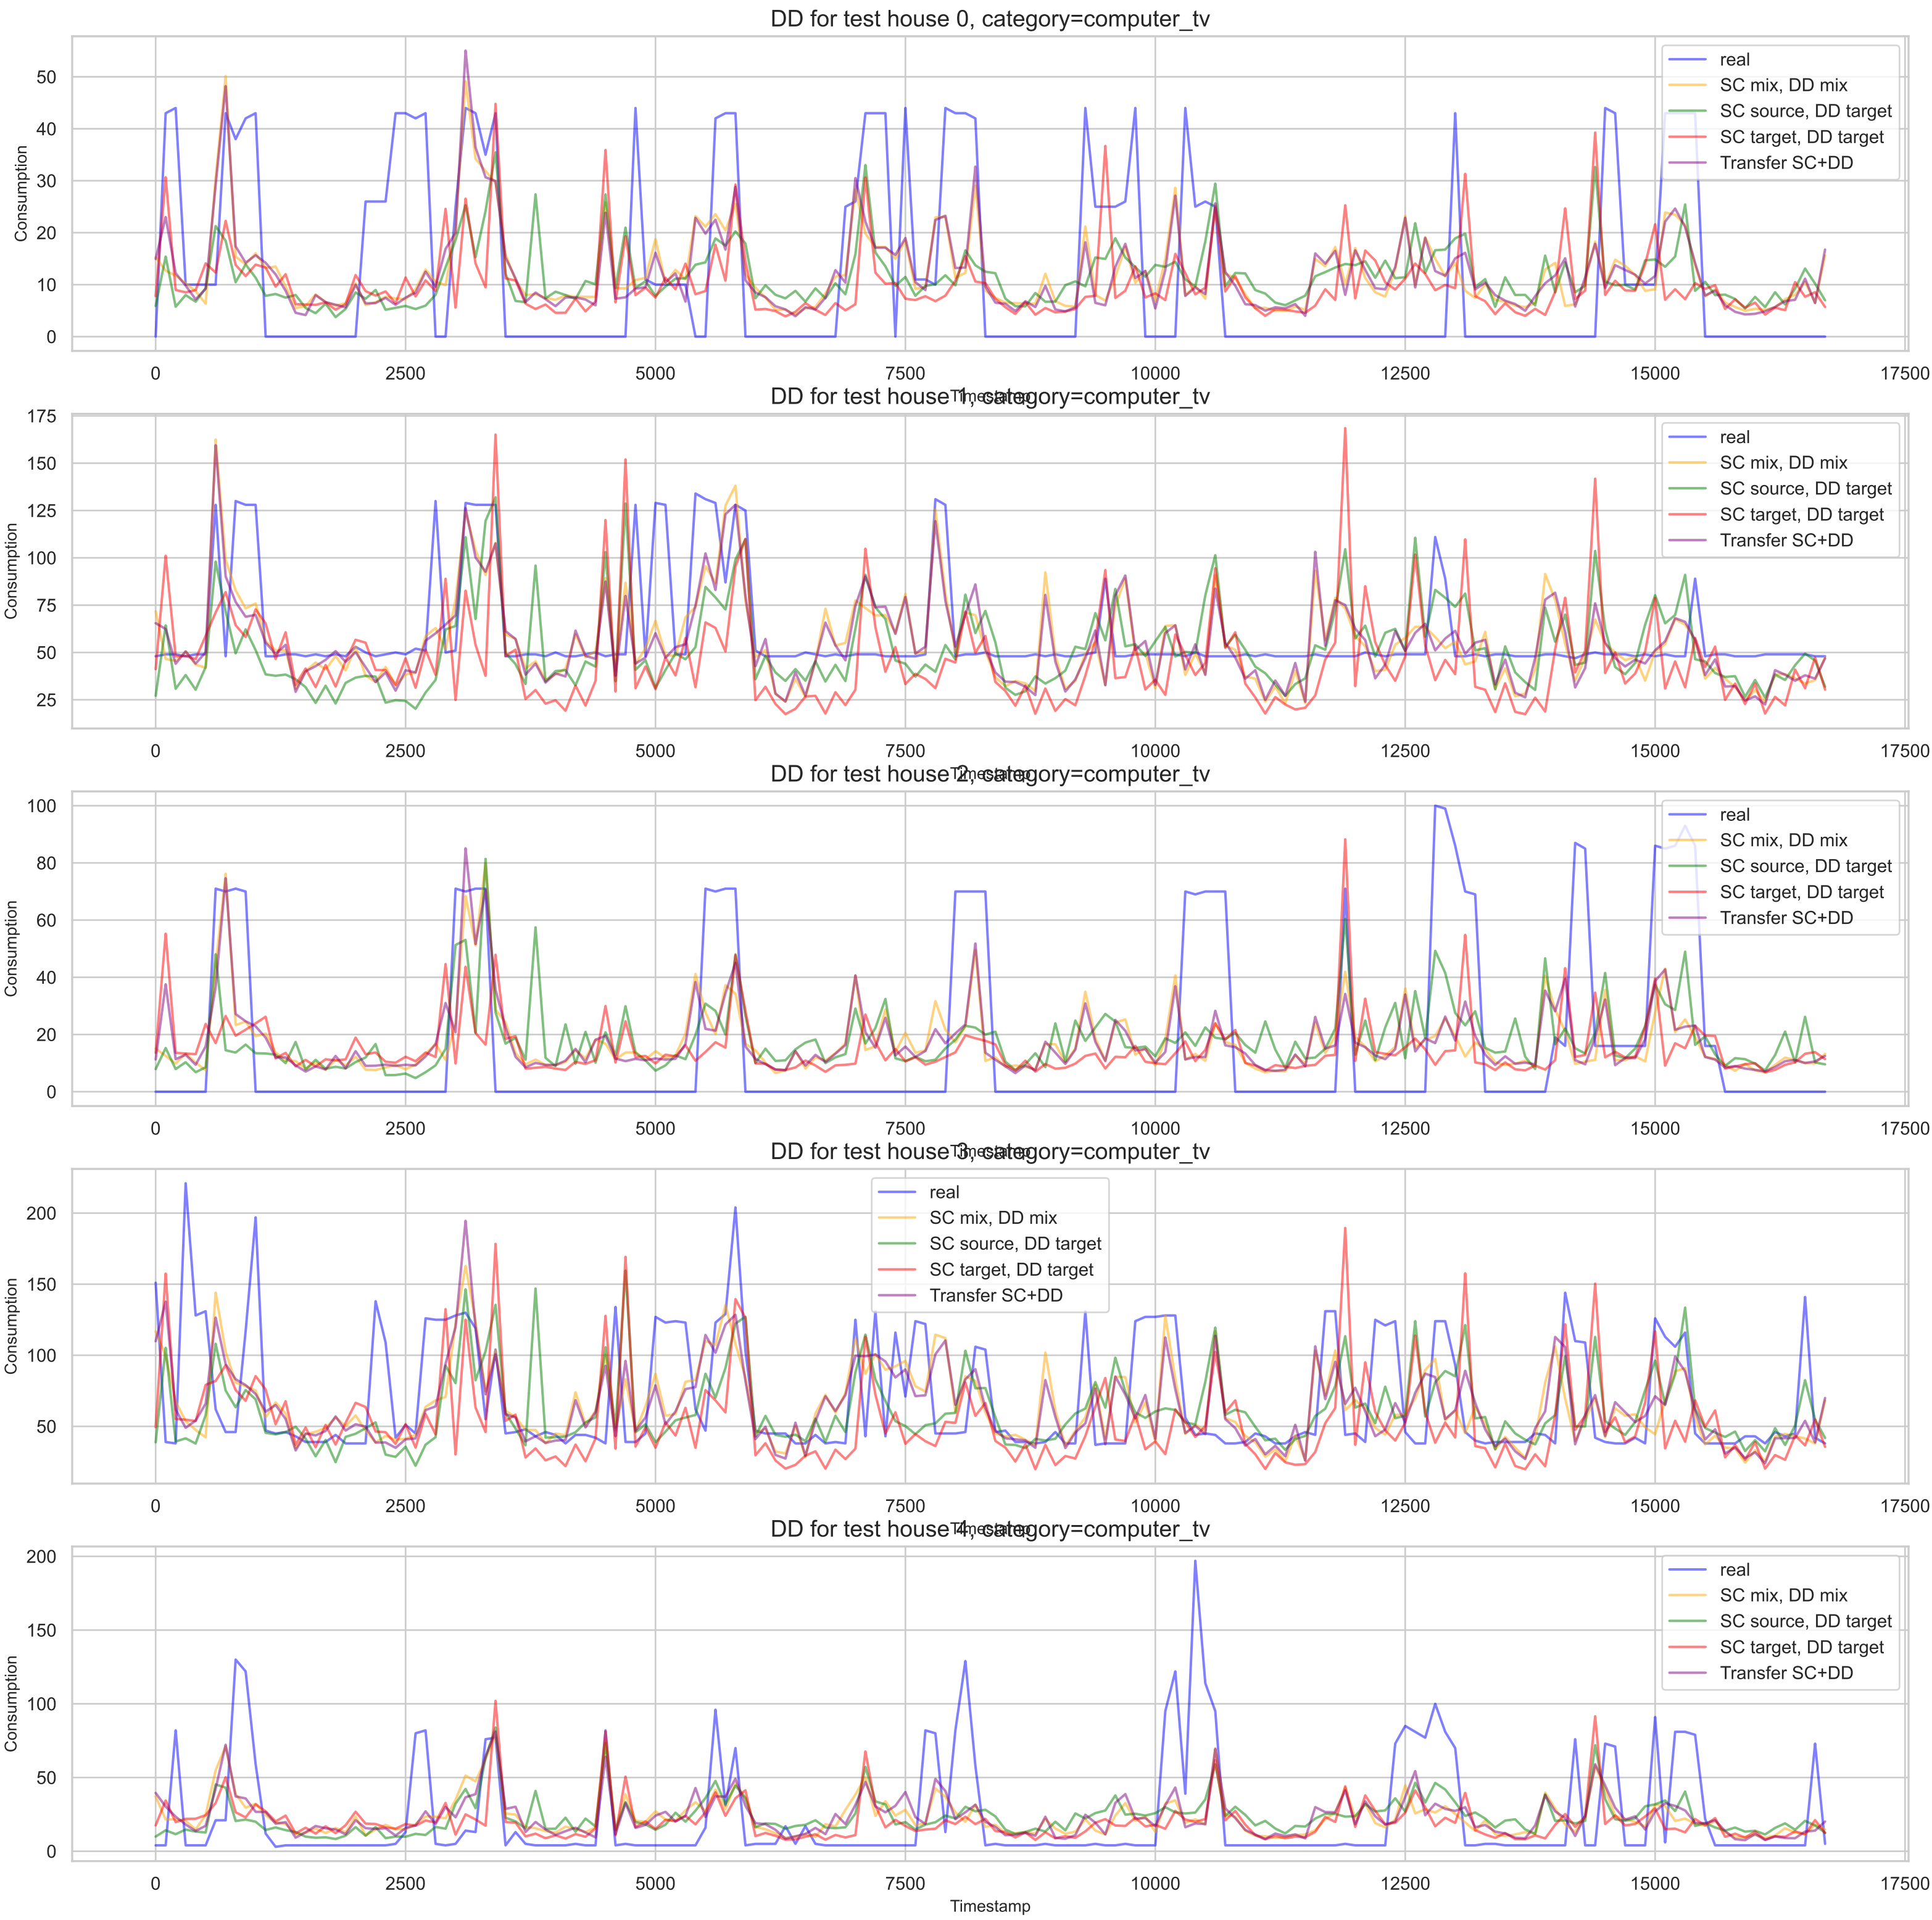 DD for test house 0, category=computer_tv
Consumption
50
40
30
20
10
0
real
SC mix, DD mix
SC source, DD target
SC target, DD target
Transfer SC+DD
0 2500 5000 7500 10000 12500 15000 17500
Timestamp
DD for test house 1, category=computer_tv
Consumption
175
150
125
100
75
50
25
real
SC mix, DD mix
SC source, DD target
SC target, DD target
Transfer SC+DD
0 2500 5000 7500 10000 12500 15000 17500
Timestamp
DD for test house 2, category=computer_tv
Consumption
100
80
60
40
20
0
real
SC mix, DD mix
SC source, DD target
SC target, DD target
Transfer SC+DD
0 2500 5000 7500 10000 12500 15000 17500
Timestamp
DD for test house 3, category=computer_tv
Consumption
200
150
100
50
real
SC mix, DD mix
SC source, DD target
SC target, DD target
Transfer SC+DD
0 2500 5000 7500 10000 12500 15000 17500
Timestamp
DD for test house 4, category=computer_tv
Consumption
200
150
100
50
0
real
SC mix, DD mix
SC source, DD target
SC target, DD target
Transfer SC+DD
0 2500 5000 7500 10000 12500 15000 17500
Timestamp